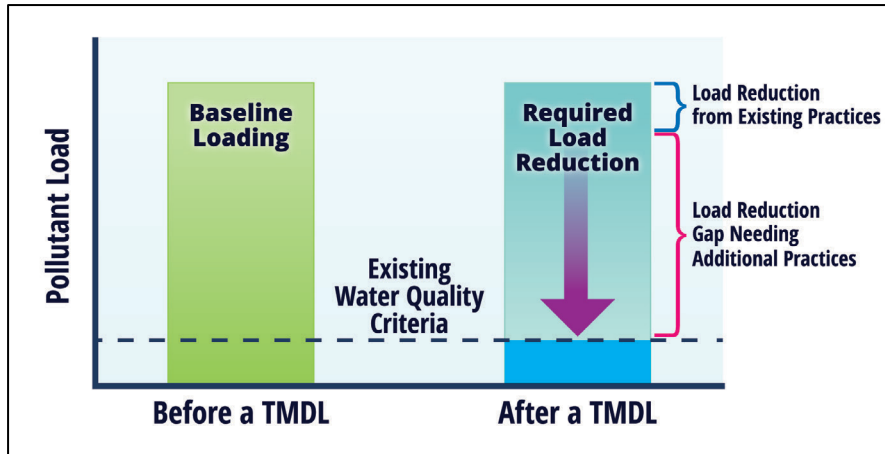 Pollutant Load
Baseline
Loading
Required
Load
Reduction
Load Reduction
from Existing Practices
Load Reduction
Gap Needing
Additional Practices
Existing
Water Quality
Criteria
Before a TMDL
After a TMDL